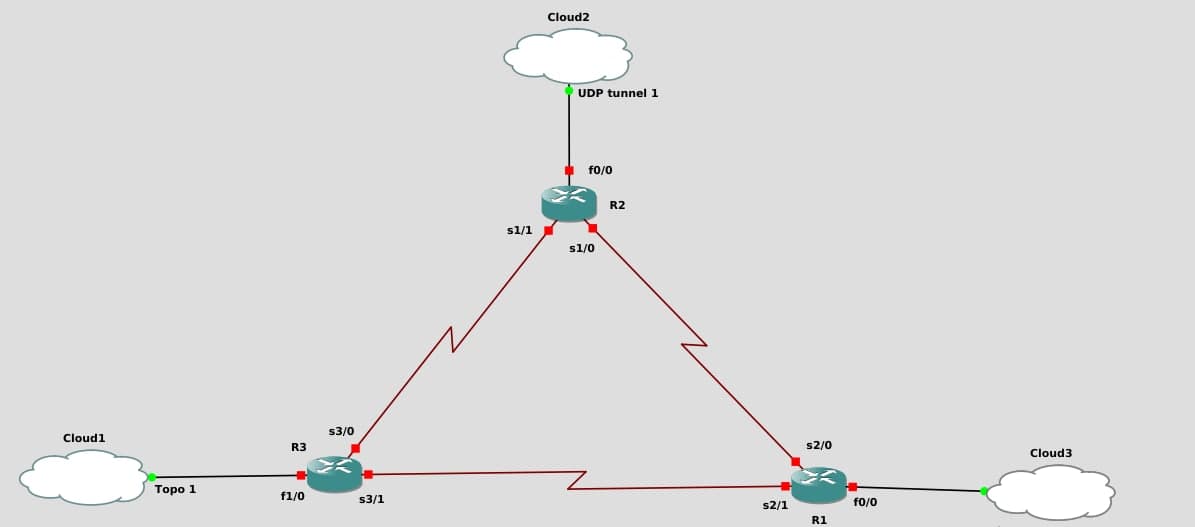 Cloud2
UDP tunnel 1
f0/0
R2
s1/1
s1/0
Cloud1
s3/0
R3
Topo 1
f1/0
s3/1
s2/0
Cloud3
s2/1
f0/0
R1